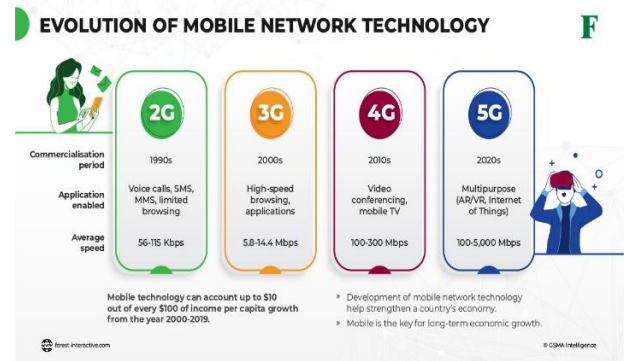 EVOLUTION OF MOBILE NETWORK TECHNOLOGY
F
2G
3G
4G
5G
Commercialisation
period
1990s
2000s
2010s
2020s
Application
enabled
Voice calls, SMS,
MMS, limited
browsing
High-speed
browsing,
applications
Video
conferencing,
mobile TV
Multipurpose
(AR/VR, Internet
of Things)
Average
speed
56-115 Kbps
5.8-14.4 Mbps
100-300 Mbps
100-5,000 Mbps
Mobile technology can account up to $10
out of every $100 of income per capita growth
from the year 2000-2019.
» Development of mobile network technology
help strengthen a country's economy.
» Mobile is the key for long-term economic growth.
forest-interactive.com
© GSMA Intelligence